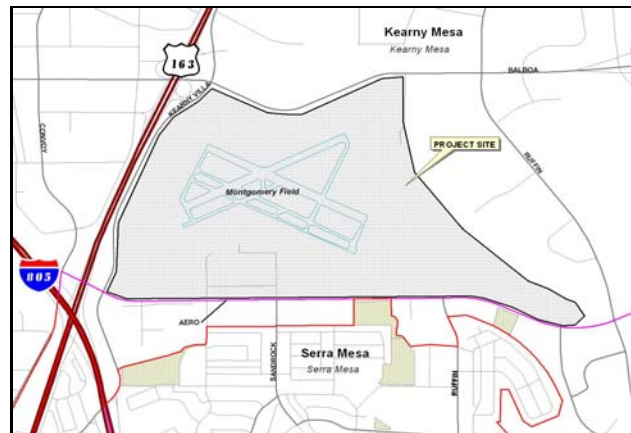 Kearny Mesa
Kearny Mesa
163
BALBOA
KEARNY VILLA
CONVOY
PROJECT SITE
RUFFIN
Montgomery Field
805
AERO
SANDROCK
Serra Mesa
Serra Mesa
RUFFIN